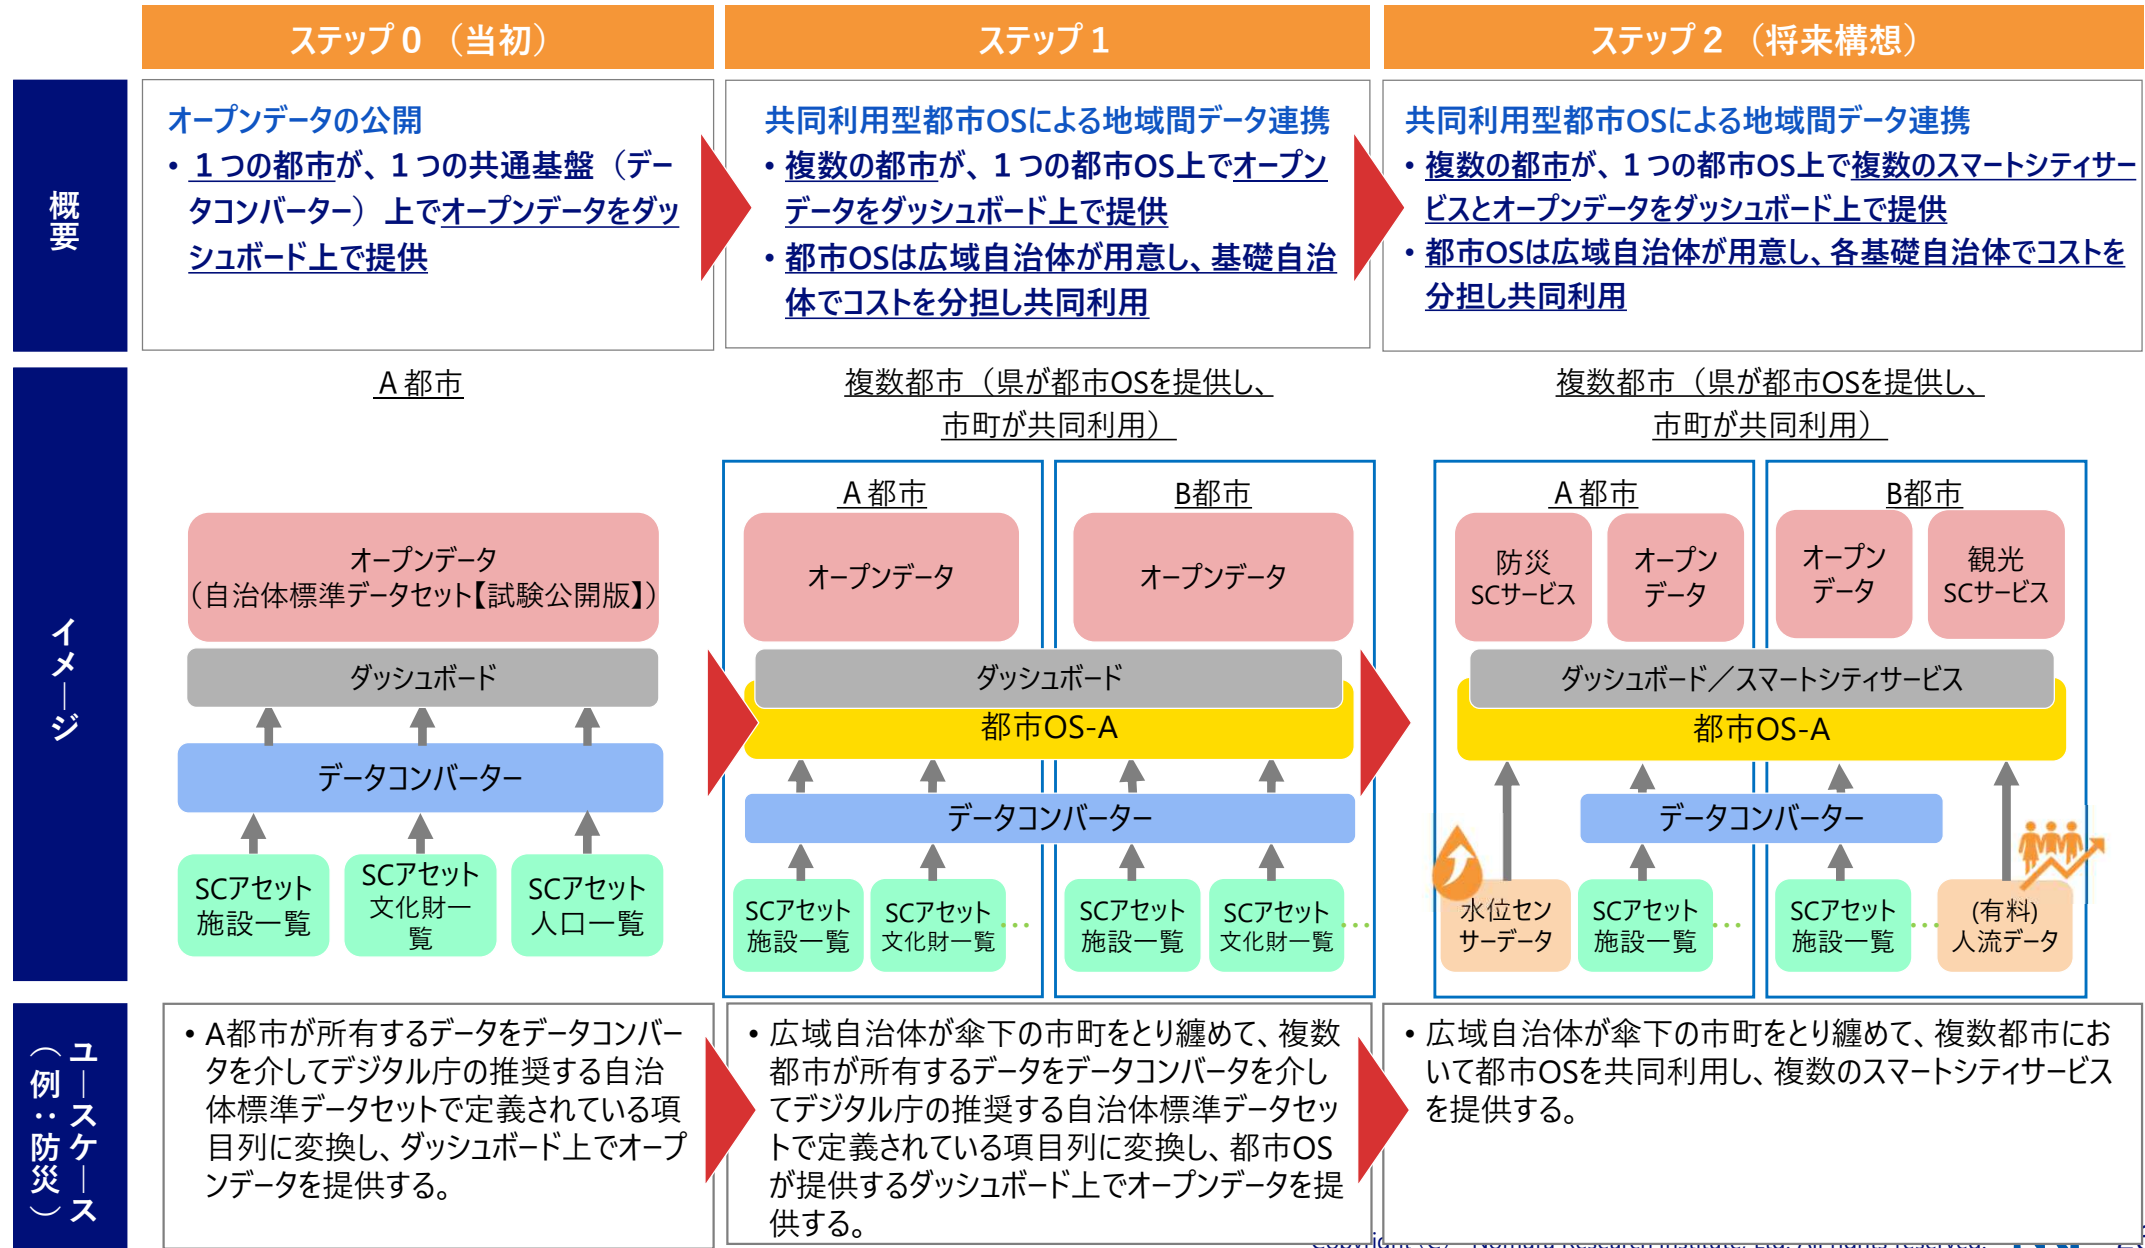 ステップ０（当初）
ステップ１
ステップ２（将来構想）
概要
オープンデータの公開
• １つの都市が、１つの共通基盤（デー
タコンバーター）上でオープンデータをダッ
シュボード上で提供
共同利用型都市OSによる地域間データ連携
• 複数の都市が、１つの都市OS上でオープン
データをダッシュボード上で提供
• 都市OSは広域自治体が用意し、基礎自治
体でコストを分担し共同利用
共同利用型都市OSによる地域間データ連携
• 複数の都市が、１つの都市OS上で複数のスマートシティサー
ビスとオープンデータをダッシュボード上で提供
• 都市OSは広域自治体が用意し、各基礎自治体でコストを
分担し共同利用
イメージ
Ａ都市
オープンデータ
（自治体標準データセット【試験公開版】）
ダッシュボード
データコンバーター
SCアセット
施設一覧
SCアセット
文化財一
覧
SCアセット
人口一覧
複数都市（県が都市OSを提供し、
市町が共同利用）
Ａ都市
B都市
オープンデータ
オープンデータ
ダッシュボード
都市OS-A
データコンバーター
SCアセット
施設一覧
SCアセット
文化財一覧
…
SCアセット
施設一覧
SCアセット
文化財一覧
…
複数都市（県が都市OSを提供し、
市町が共同利用）
Ａ都市
B都市
防災
SCサービス
オープン
データ
オープン
データ
観光
SCサービス
ダッシュボード／スマートシティサービス
都市OS-A
データコンバーター
水位セン
サーデータ
SCアセット
施設一覧
…
SCアセット
施設一覧
…
(有料)
人流データ
ユースケース
（例：防災）
• A都市が所有するデータをデータコンバー
タを介してデジタル庁の推奨する自治
体標準データセットで定義されている項
目列に変換し、ダッシュボード上でオープ
ンデータを提供する。
• 広域自治体が傘下の市町をとり纏めて、複数
都市が所有するデータをデータコンバータを介し
てデジタル庁の推奨する自治体標準データセッ
トで定義されている項目列に変換し、都市OS
が提供するダッシュボード上でオープンデータを提
供する。
• 広域自治体が傘下の市町をとり纏めて、複数都市にお
いて都市OSを共同利用し、複数のスマートシティサービス
を提供する。
Copyright (C) Nomura Research Institute, Ltd. All rights reserved.